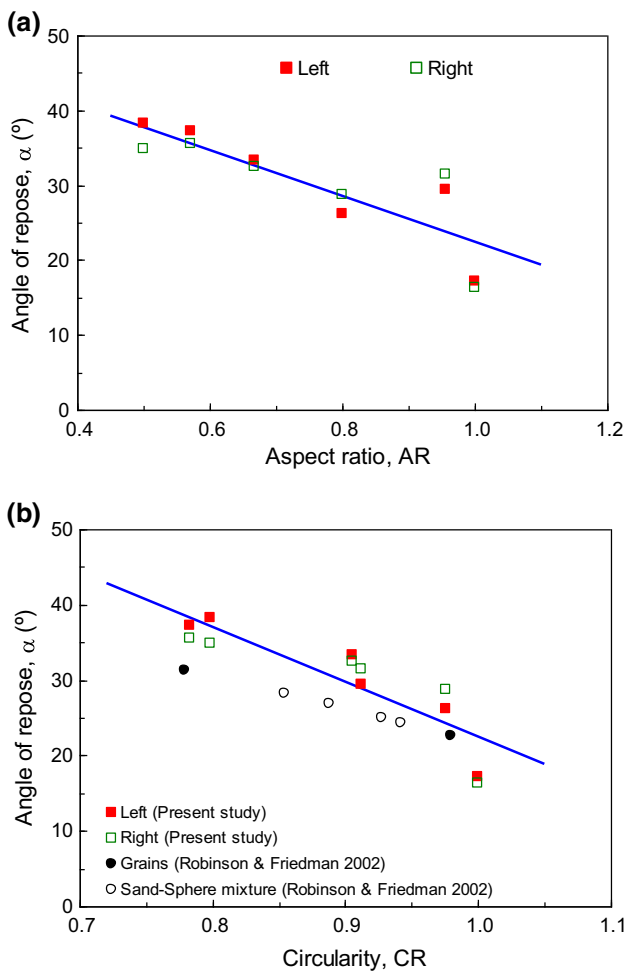 (a)
50
40
30
20
10
0
Angle of repose, α (º)
Left
Right
0.4
0.6
0.8
1.0
1.2
Aspect ratio, AR
(b)
50
40
30
20
10
0
Angle of repose, α (º)
Left (Present study)
Right (Present study)
Grains (Robinson & Friedman 2002)
Sand-Sphere mixture (Robinson & Friedman 2002)
0.7
0.8
0.9
1.0
1.1
Circularity, CR